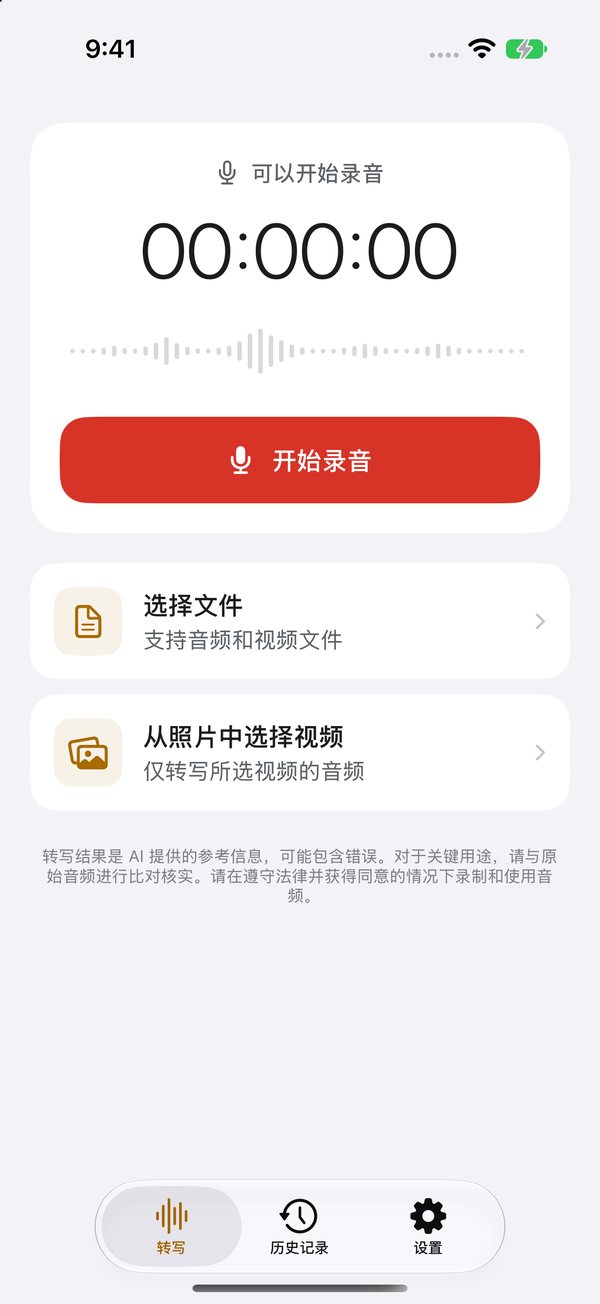 9:41
可以开始录音
00:00:00
开始录音
选择文件
支持音频和视频文件
从照片中选择视频
仅转写所选视频的音频
转写结果是 AI 提供的参考信息，可能包含错误。对于关键用途，请与原
始音频进行比对核实。请在遵守法律并获得同意的情况下录制和使用音
频。
转写
历史记录
设置